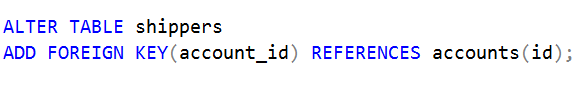 ALTER TABLE shippers
ADD FOREIGN KEY(account_id) REFERENCES accounts(id);